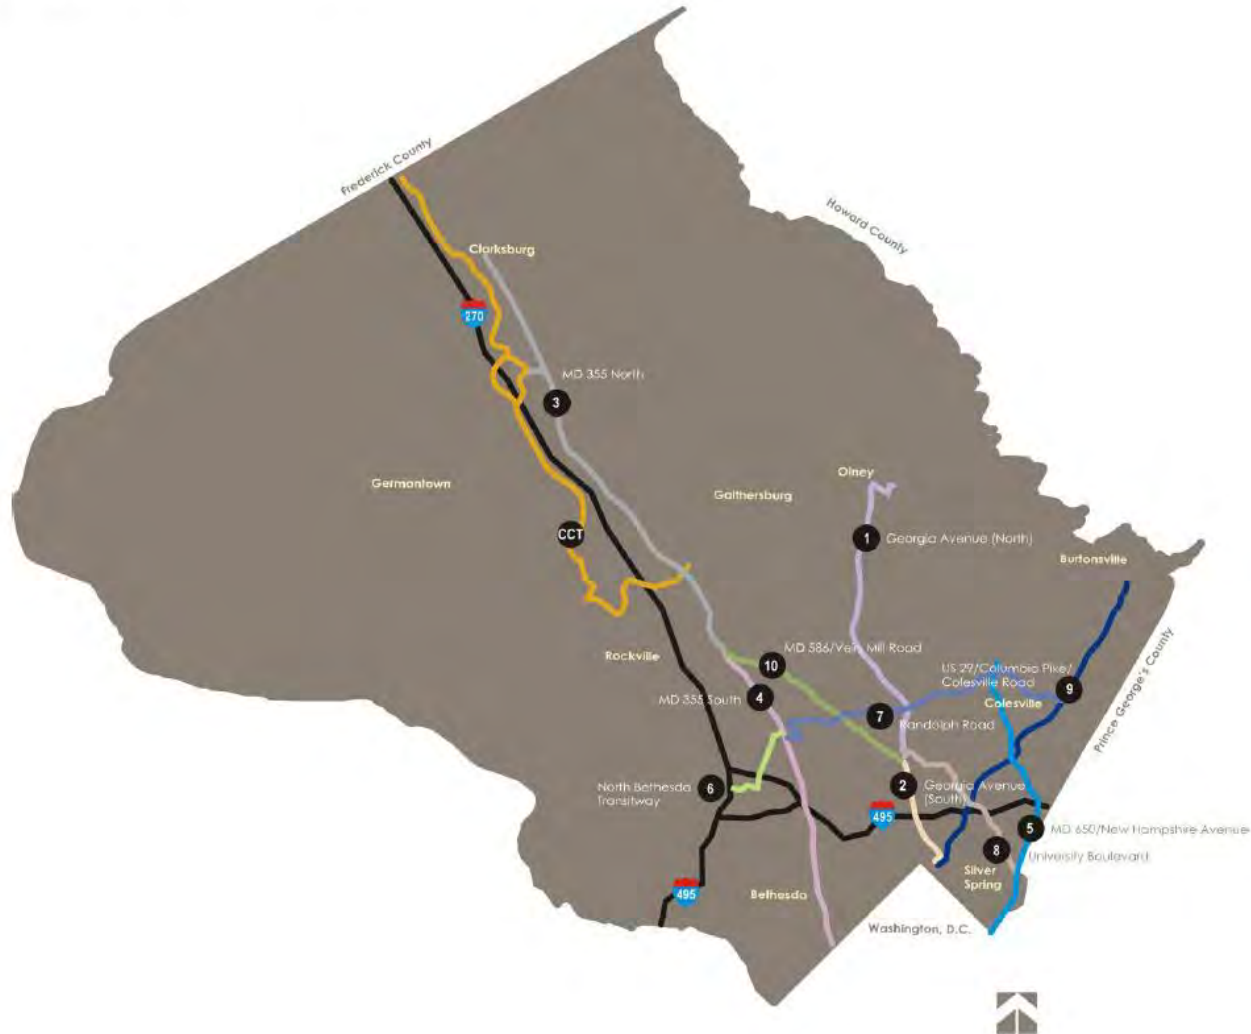 Frederick County
Howard County
Clarksburg
270
MD 355 North
3
Olney
Germantown
Gaithersburg
CCT
1
Georgia Avenue (North)
Burtonsville
MD 586/Veirs Mill Road
Rockville
10
US 29/Columbia Pike/
Colesville Road
Prince George's County
MD 355 South
4
9
Colesville
7
Randolph Road
North Bethesda
Transitway
6
2
Georgia Avenue
(South)
495
5
MD 650/New Hampshire Avenue
8
University Boulevard
Silver
Spring
495
Bethesda
Washington, D.C.